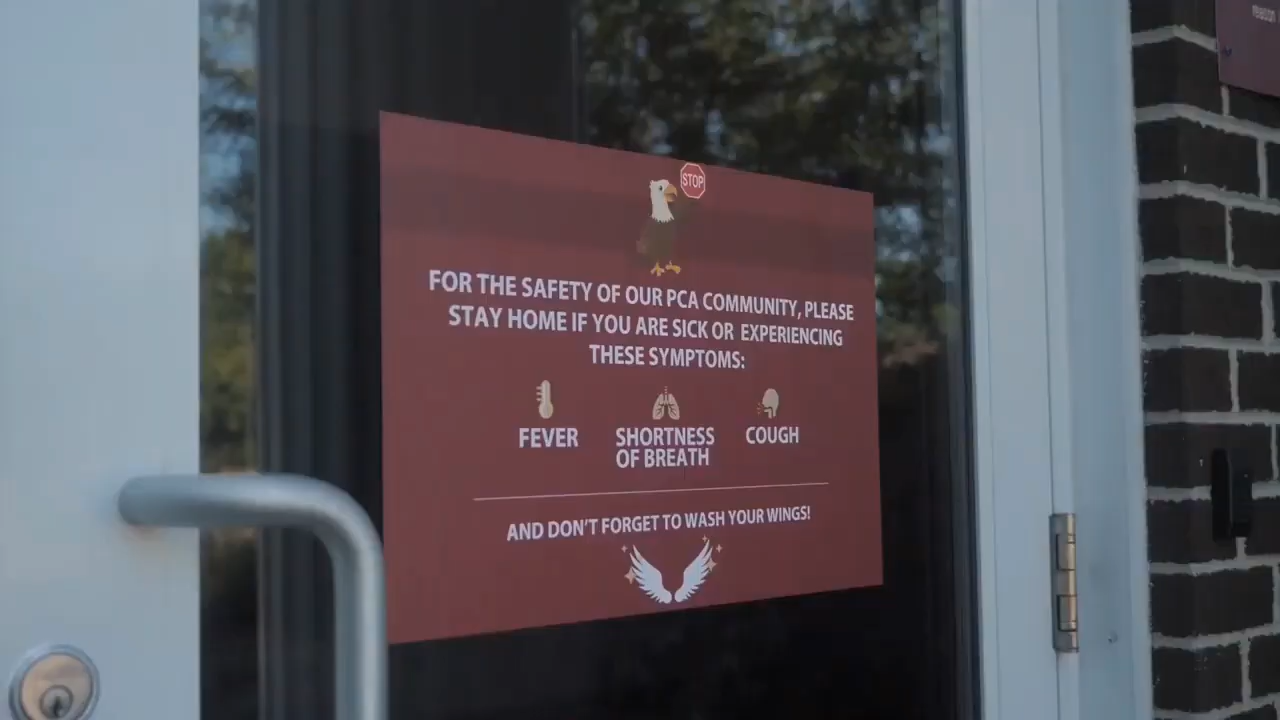 reason
STOP
FOR THE SAFETY OF OUR PCA COMMUNITY, PLEASE
STAY HOME IF YOU ARE SICK OR EXPERIENCING
THESE SYMPTOMS:
FEVER
SHORTNESS
OF BREATH
COUGH
AND DON'T FORGET TO WASH YOUR WINGS!